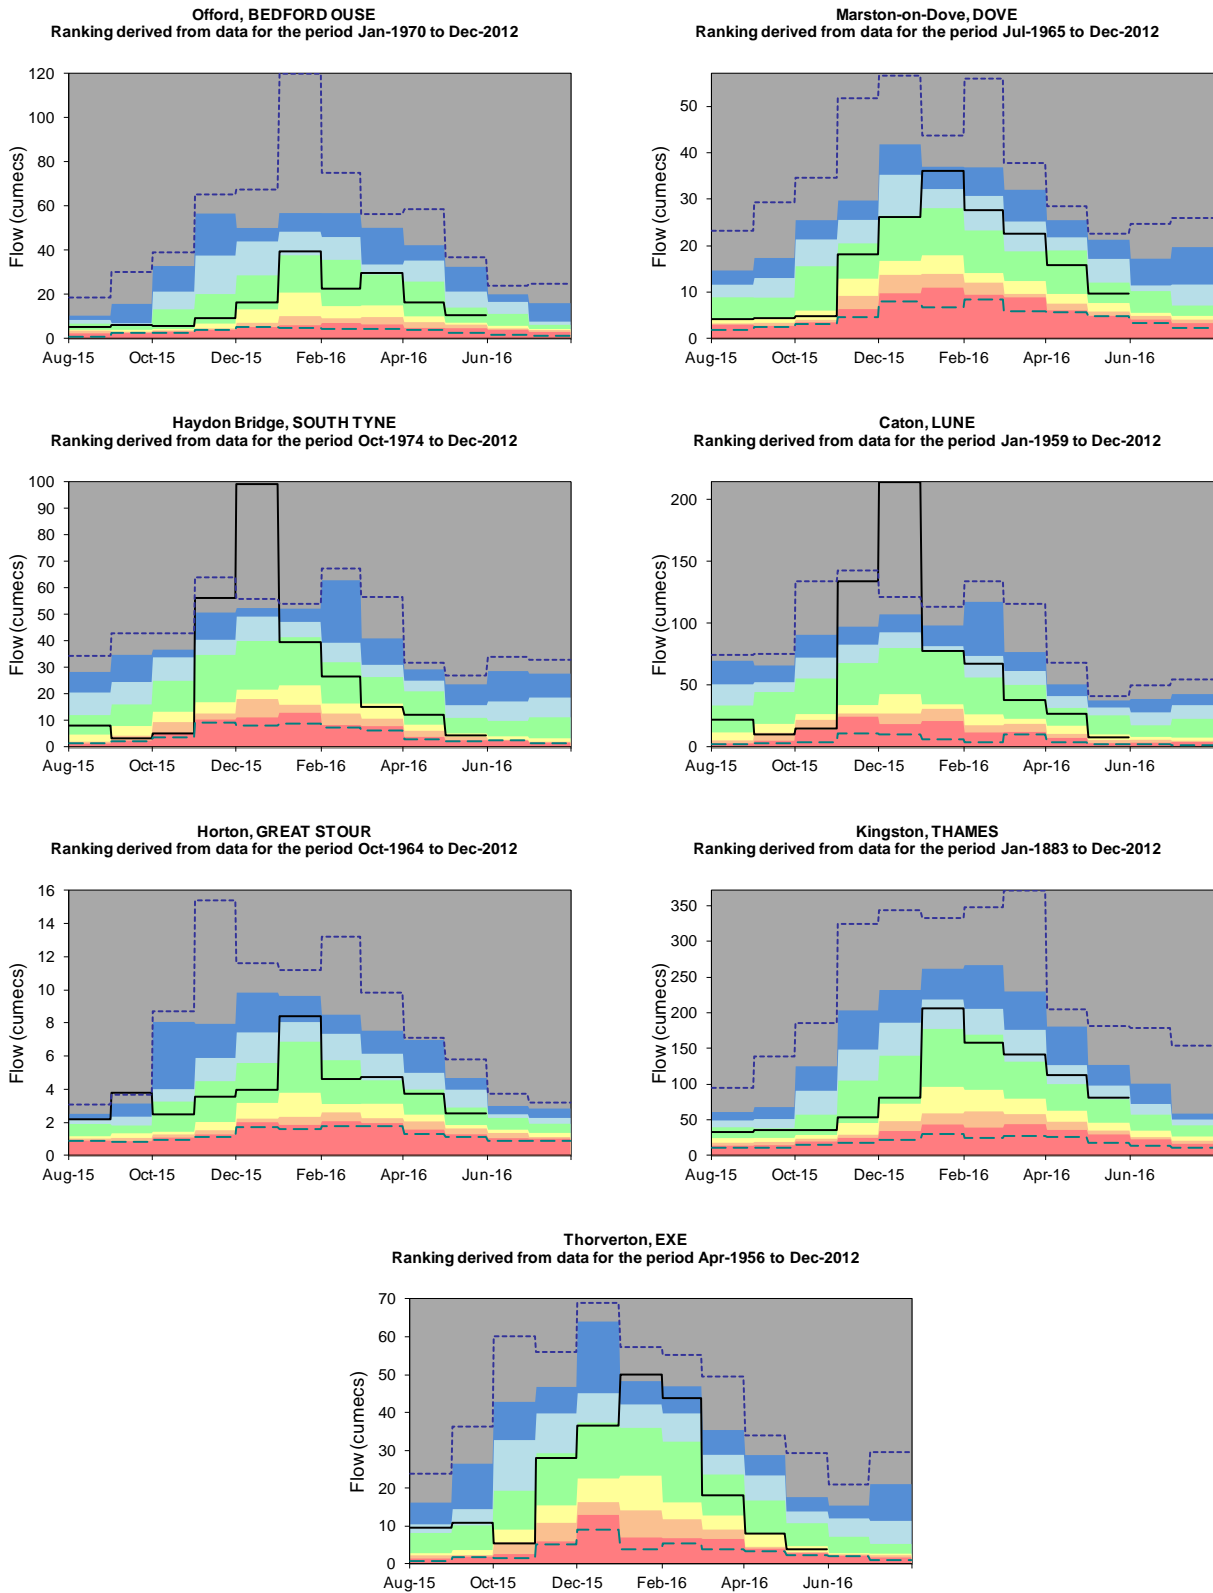 Offord, BEDFORD OUSE
Ranking derived from data for the period Jan-1970 to Dec-2012
Flow (cumecs)
120
100
80
60
40
20
0
Aug-15 Oct-15 Dec-15 Feb-16 Apr-16 Jun-16
Marston-on-Dove, DOVE
Ranking derived from data for the period Jul-1965 to Dec-2012
Flow (cumecs)
50
40
30
20
10
0
Aug-15 Oct-15 Dec-15 Feb-16 Apr-16 Jun-16
Haydon Bridge, SOUTH TYNE
Ranking derived from data for the period Oct-1974 to Dec-2012
Flow (cumecs)
100
90
80
70
60
50
40
30
20
10
0
Aug-15 Oct-15 Dec-15 Feb-16 Apr-16 Jun-16
Caton, LUNE
Ranking derived from data for the period Jan-1959 to Dec-2012
Flow (cumecs)
200
150
100
50
0
Aug-15 Oct-15 Dec-15 Feb-16 Apr-16 Jun-16
Horton, GREAT STOUR
Ranking derived from data for the period Oct-1964 to Dec-2012
Flow (cumecs)
16
14
12
10
8
6
4
2
0
Aug-15 Oct-15 Dec-15 Feb-16 Apr-16 Jun-16
Kingston, THAMES
Ranking derived from data for the period Jan-1883 to Dec-2012
Flow (cumecs)
350
300
250
200
150
100
50
0
Aug-15 Oct-15 Dec-15 Feb-16 Apr-16 Jun-16
Thorverton, EXE
Ranking derived from data for the period Apr-1956 to Dec-2012
Flow (cumecs)
70
60
50
40
30
20
10
0
Aug-15 Oct-15 Dec-15 Feb-16 Apr-16 Jun-16